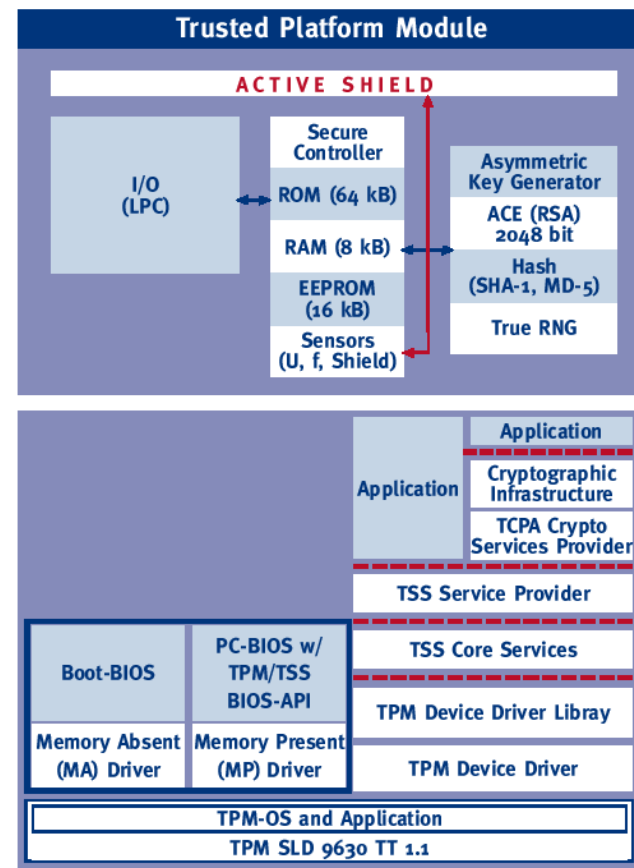 Trusted Platform Module
ACTIVE SHIELD
I/O
(LPC)
Secure
Controller
ROM (64 kB)
RAM (8 kB)
EEPROM
(16 kB)
Sensors
(U, f, Shield)
Asymmetric
Key Generator
ACE (RSA)
2048 bit
Hash
(SHA-1, MD-5)
True RNG
Application
Application
Cryptographic
Infrastructure
TCPA Crypto
Services Provider
TSS Service Provider
Boot-BIOS
PC-BIOS w/
TPM/TSS
BIOS-API
TSS Core Services
TPM Device Driver Libray
Memory Absent
(MA) Driver
Memory Present
(MP) Driver
TPM Device Driver
TPM-OS and Application
TPM SLD 9630 TT 1.1